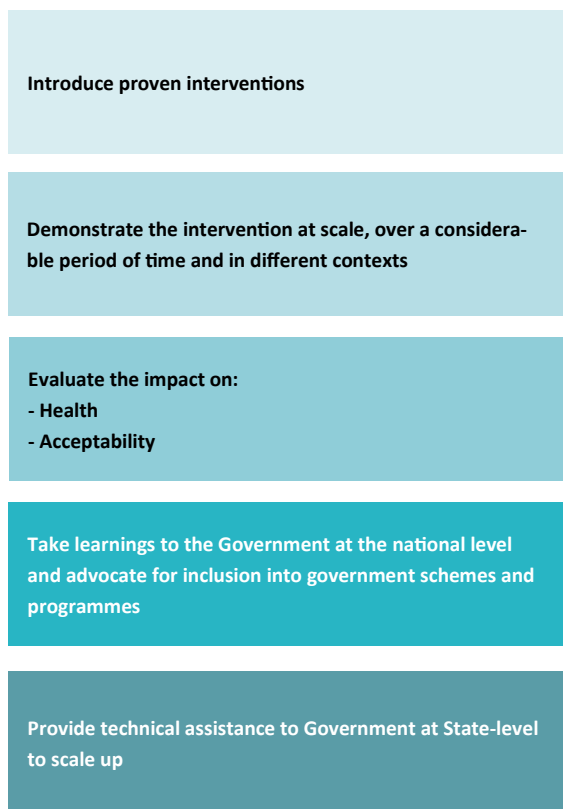 Introduce proven interventions
Demonstrate the intervention at scale, over a considera-
ble period of time and in different contexts
Evaluate the impact on:
- Health
- Acceptability
Take learnings to the Government at the national level
and advocate for inclusion into government schemes and
programmes
Provide technical assistance to Government at State-level
to scale up